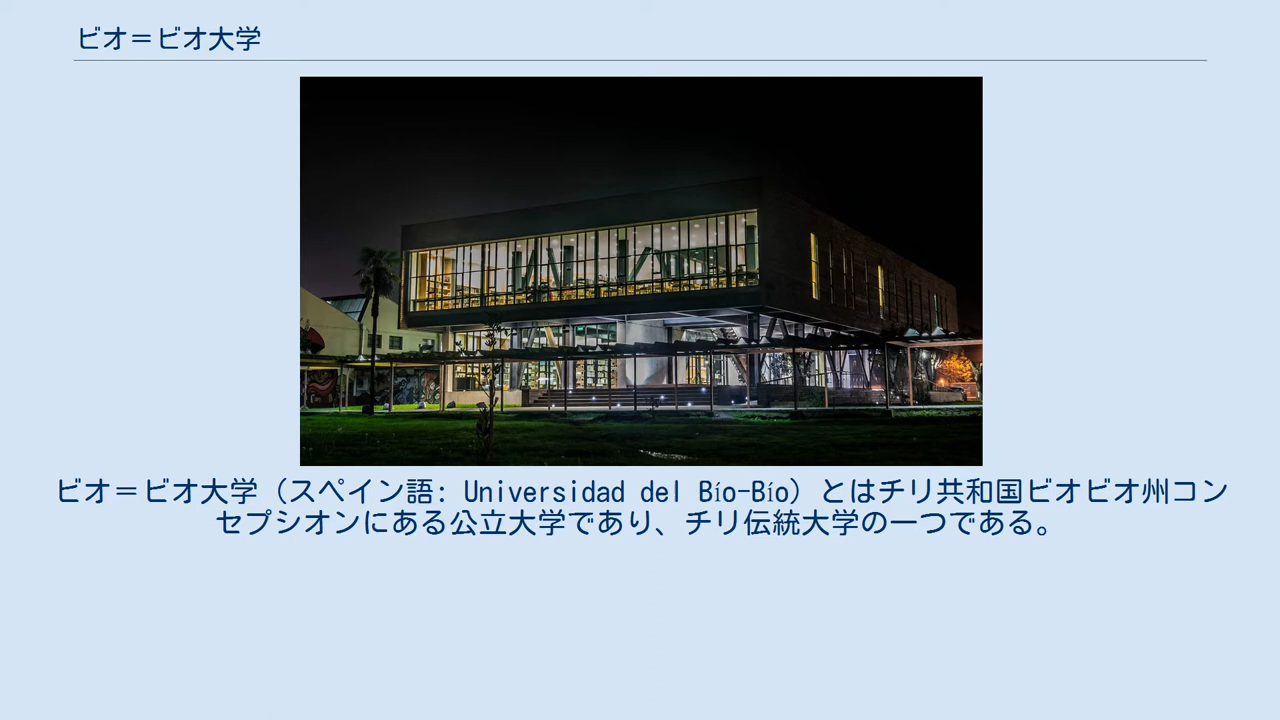 ビオ＝ビオ大学
ビオ＝ビオ大学（スペイン語: Universidad del Bío-Bío）とはチリ共和国ビオビオ州コン
セプシオンにある公立大学であり、チリ伝統大学の一つである。